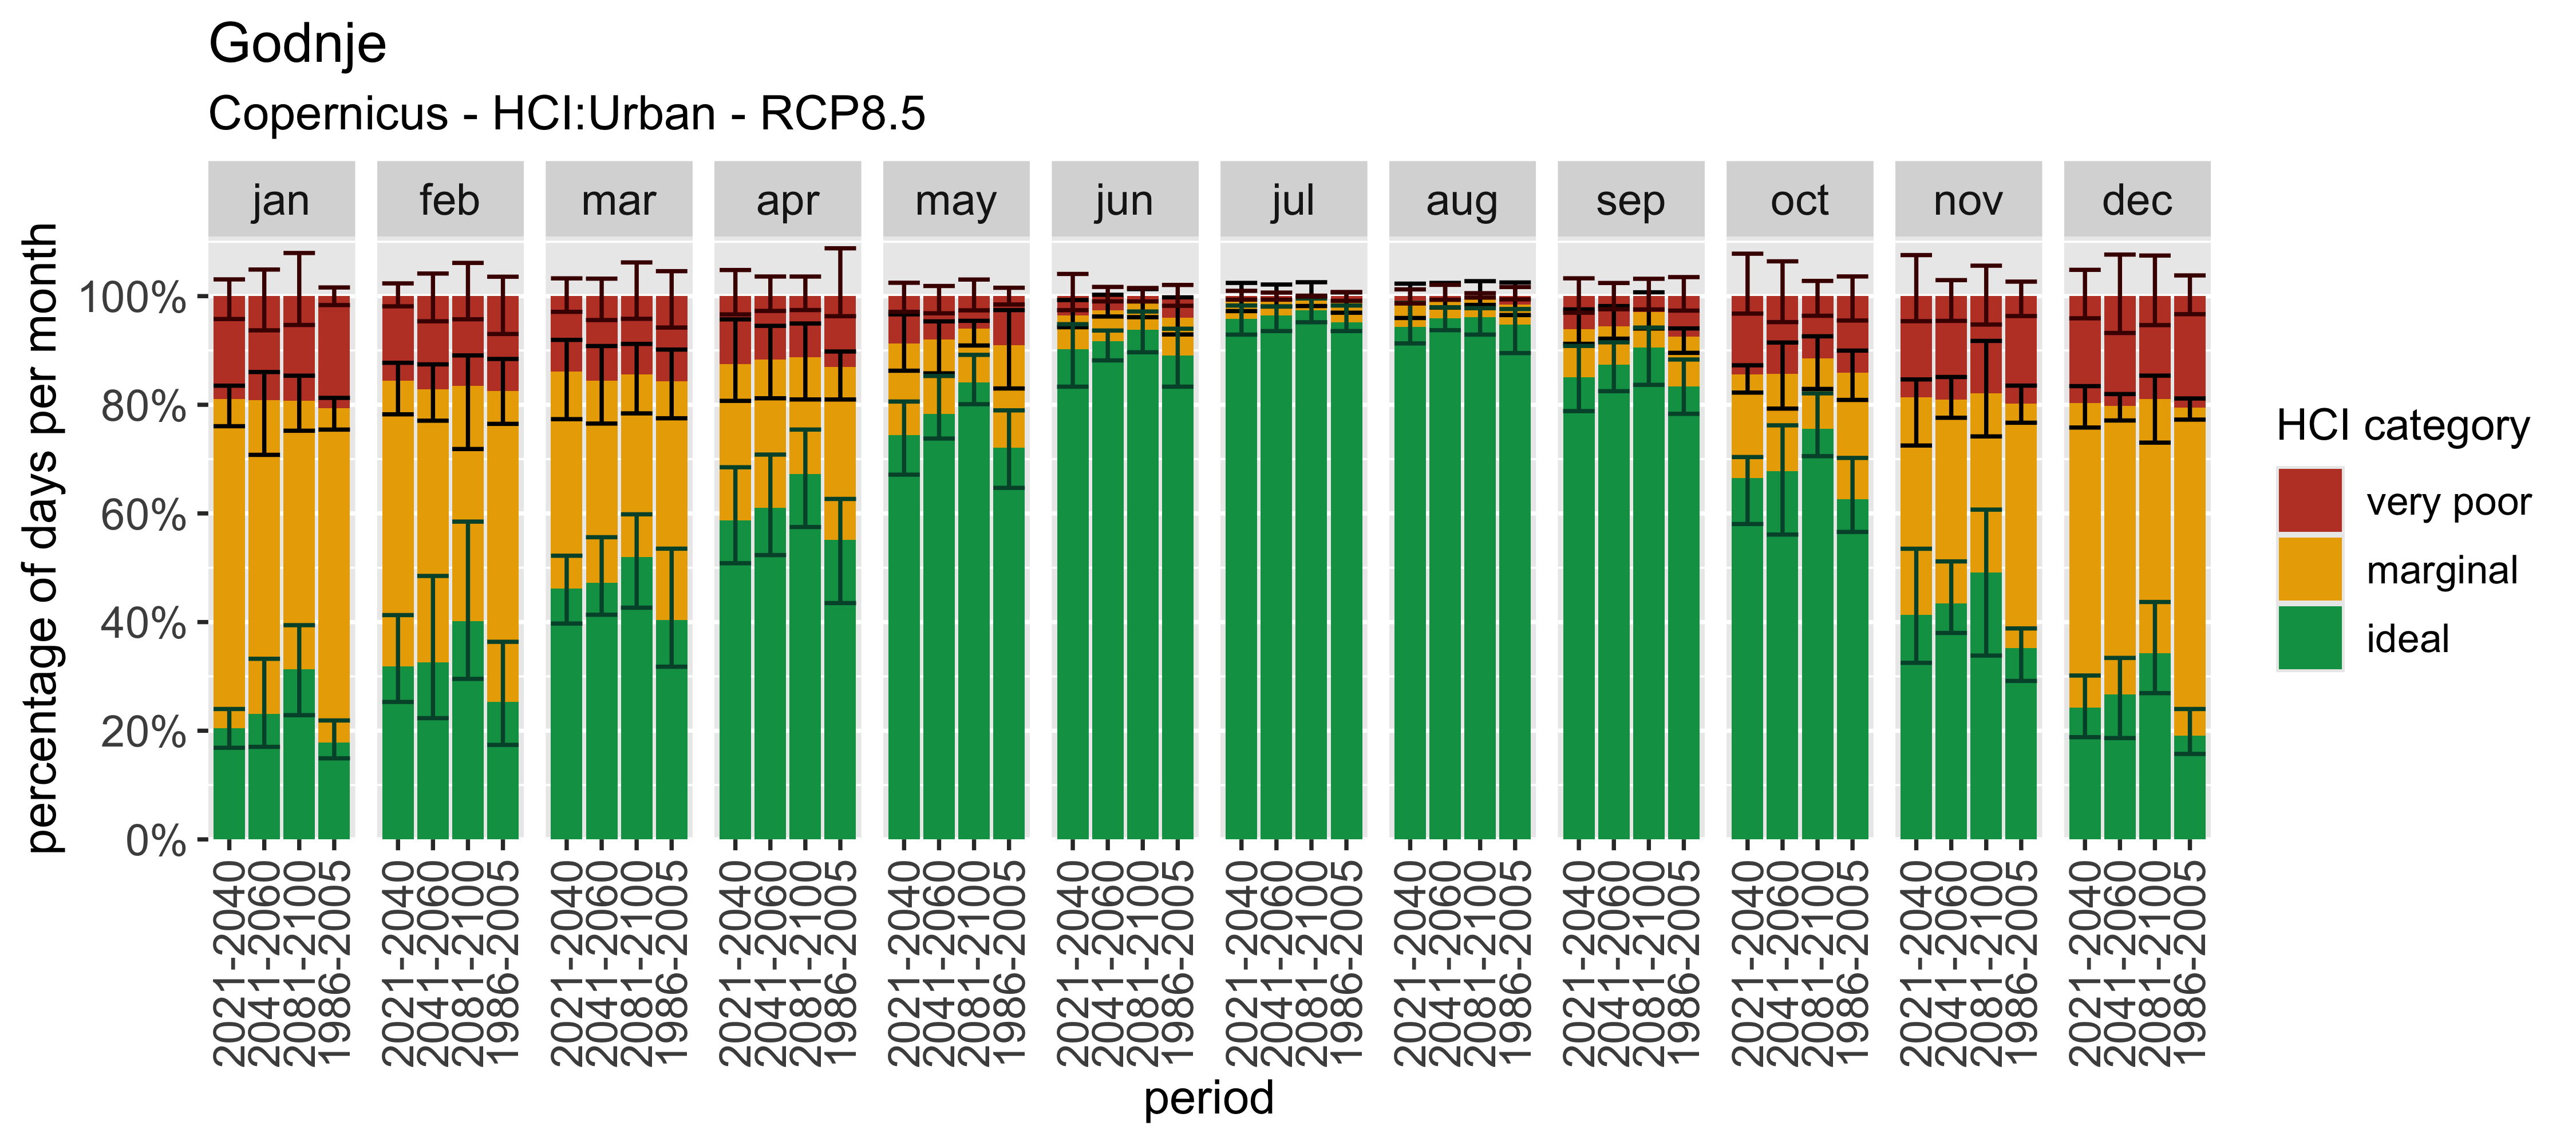 Godnje
Copernicus - HCI:Urban - RCP8.5
jan feb mar apr may jun jul aug sep oct nov dec
percentage of days per month
100%
80%
60%
40%
20%
0%
2021-2040 2041-2060 2081-2100 1986-2005 2021-2040 2041-2060 2081-2100 1986-2005 2021-2040 2041-2060 2081-2100 1986-2005 2021-2040 2041-2060 2081-2100 1986-2005 2021-2040 2041-2060 2081-2100 1986-2005 2021-2040 2041-2060 2081-2100 1986-2005 2021-2040 2041-2060 2081-2100 1986-2005 2021-2040 2041-2060 2081-2100 1986-2005 2021-2040 2041-2060 2081-2100 1986-2005 2021-2040 2041-2060 2081-2100 1986-2005 2021-2040 2041-2060 2081-2100 1986-2005 2021-2040 2041-2060 2081-2100 1986-2005
period
HCI category
very poor
marginal
ideal